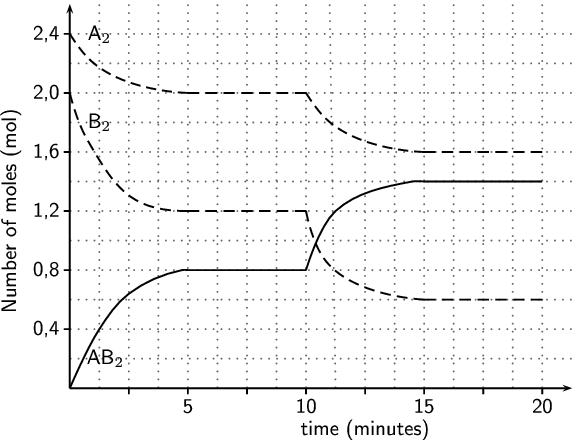 2,4
A2
2,0
B2
1,6
1,2
0,8
0,4
AB2
Number of moles (mol)
5
10
15
20
time (minutes)